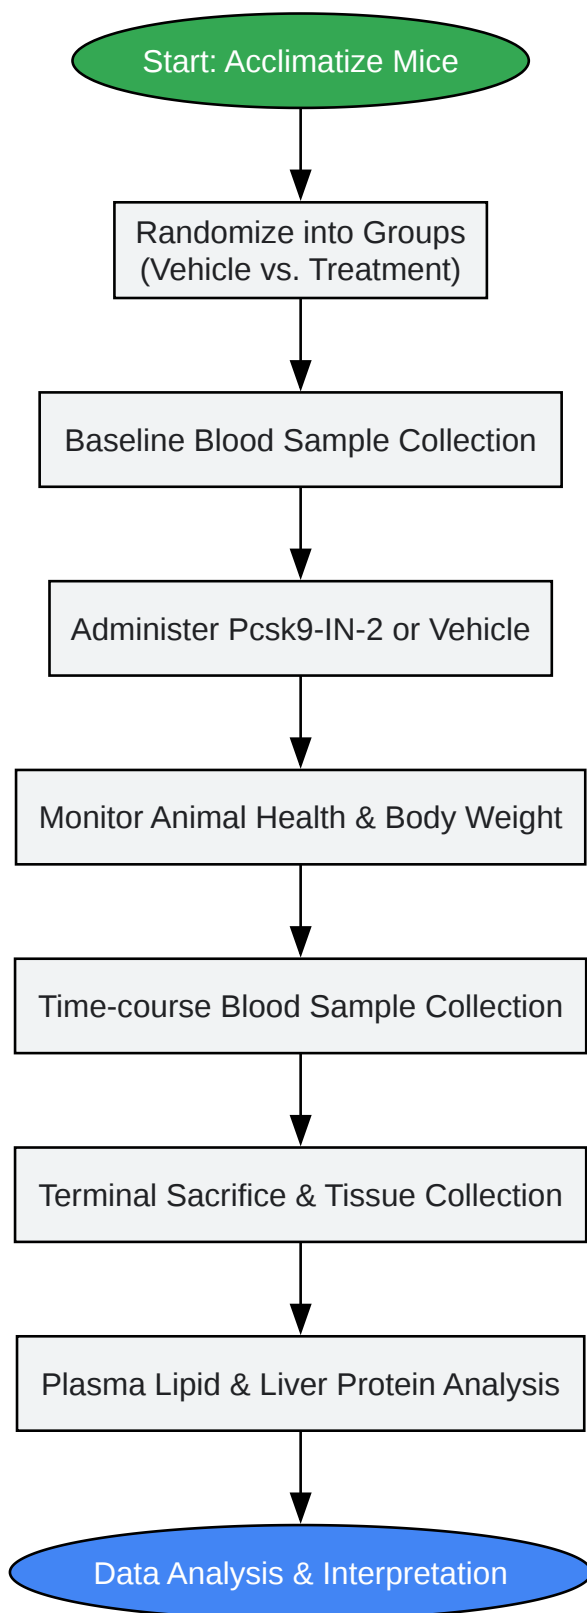 Start: Acclimatize Mice
Randomize into Groups
(Vehicle vs. Treatment)
Baseline Blood Sample Collection
Administer Pcsk9-IN-2 or Vehicle
Monitor Animal Health & Body Weight
Time-course Blood Sample Collection
Terminal Sacrifice & Tissue Collection
Plasma Lipid & Liver Protein Analysis
Data Analysis & Interpretation